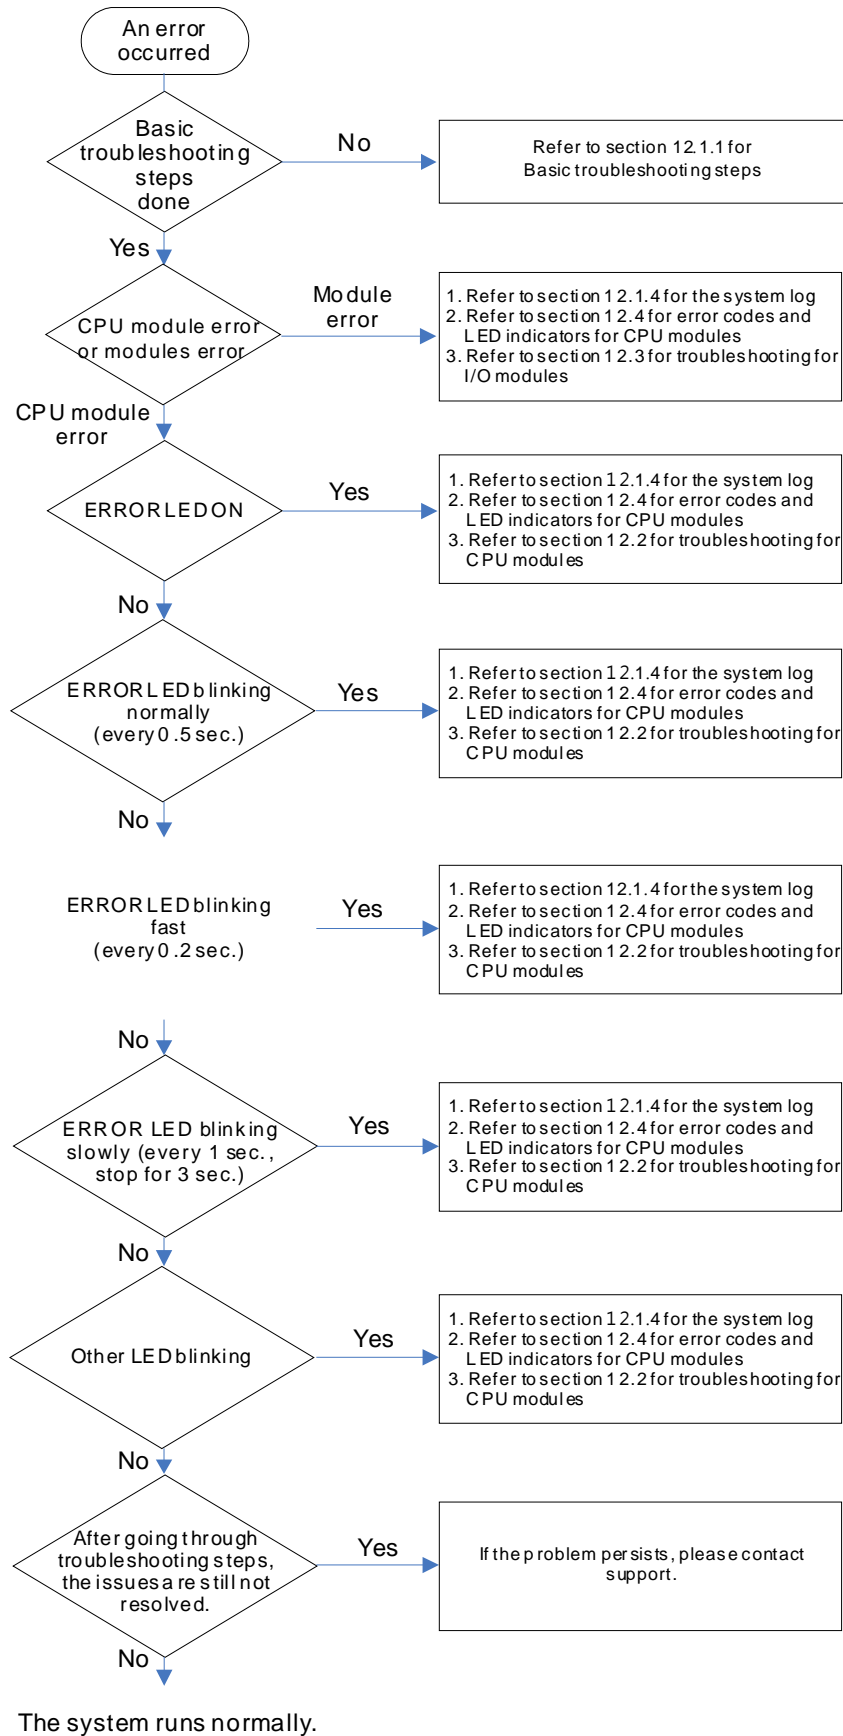 An error
occurred
Basic
troubleshooting
steps
done
No
Refer to section 12.1.1 for
Basic troubleshooting steps
Yes
CPU module error
or modules error
Module
error
1. Refer to section 12.1.4 for the system log
2. Refer to section 12.4 for error codes and
LED indicators for CPU modules
3. Refer to section 12.3 for troubleshooting for
I/O modules
CPU module
error
ERROR LED ON
Yes
1. Refer to section 12.1.4 for the system log
2. Refer to section 12.4 for error codes and
LED indicators for CPU modules
3. Refer to section 12.2 for troubleshooting for
CPU modules
No
ERROR LED blinking
normally
(every 0.5 sec.)
Yes
1. Refer to section 12.1.4 for the system log
2. Refer to section 12.4 for error codes and
LED indicators for CPU modules
3. Refer to section 12.2 for troubleshooting for
CPU modules
No
ERROR LED blinking
fast
(every 0.2 sec.)
Yes
1. Refer to section 12.1.4 for the system log
2. Refer to section 12.4 for error codes and
LED indicators for CPU modules
3. Refer to section 12.2 for troubleshooting for
CPU modules
No
ERROR LED blinking
slowly (every 1 sec.,
stop for 3 sec.)
Yes
1. Refer to section 12.1.4 for the system log
2. Refer to section 12.4 for error codes and
LED indicators for CPU modules
3. Refer to section 12.2 for troubleshooting for
CPU modules
No
Other LED blinking
Yes
1. Refer to section 12.1.4 for the system log
2. Refer to section 12.4 for error codes and
LED indicators for CPU modules
3. Refer to section 12.2 for troubleshooting for
CPU modules
No
After going through
troubleshooting steps,
the issues are still not
resolved.
Yes
If the problem persists, please contact
support.
No
The system runs normally.